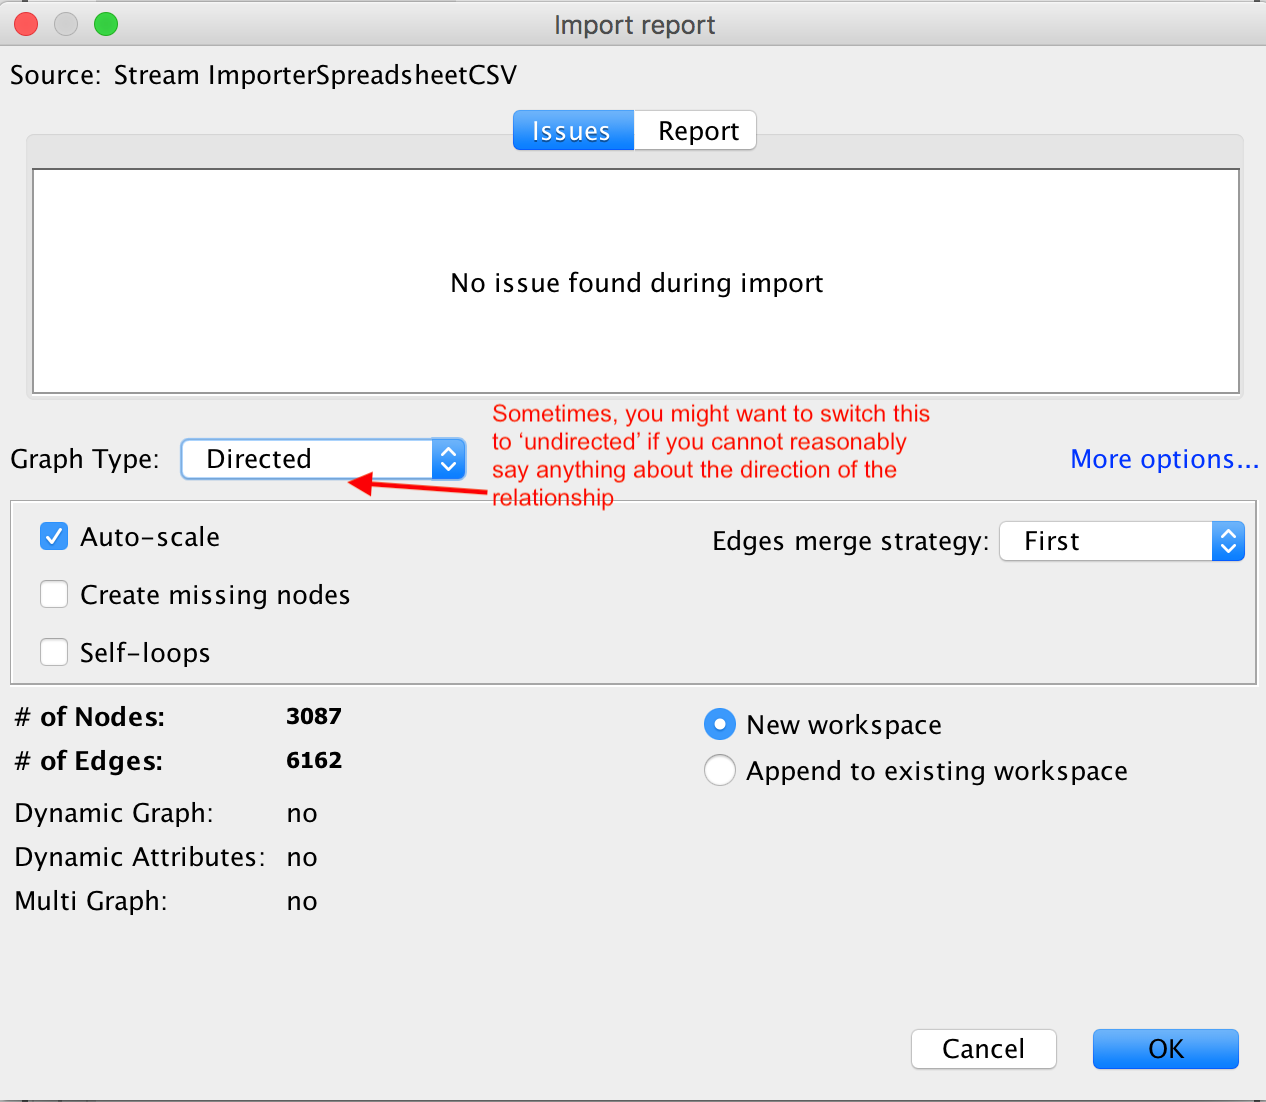 Import report
Source: Stream ImporterSpreadsheetCSV
Issues Report
No issue found during import
Sometimes, you might want to switch this
to ‘undirected’ if you cannot reasonably
say anything about the direction of the
relationship
Graph Type: Directed
More options...
Auto-scale
Edges merge strategy: First
Create missing nodes
Self-loops
# of Nodes: 3087
# of Edges: 6162
Dynamic Graph: no
Dynamic Attributes: no
Multi Graph: no
New workspace
Append to existing workspace
Cancel OK